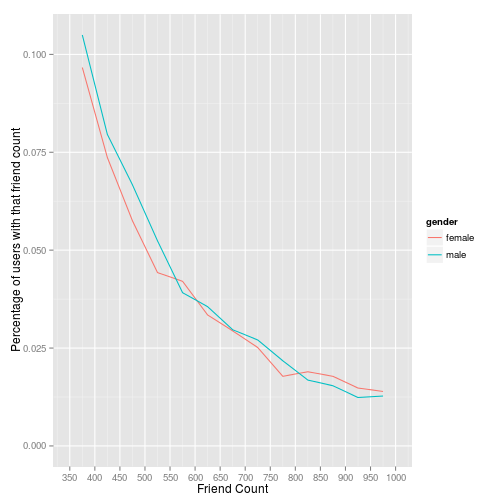 Percentage of users with that friend count
0.100
0.075
0.050
0.025
0.000
350 400 450 500 550 600 650 700 750 800 850 900 950 1000
Friend Count
gender
female
male